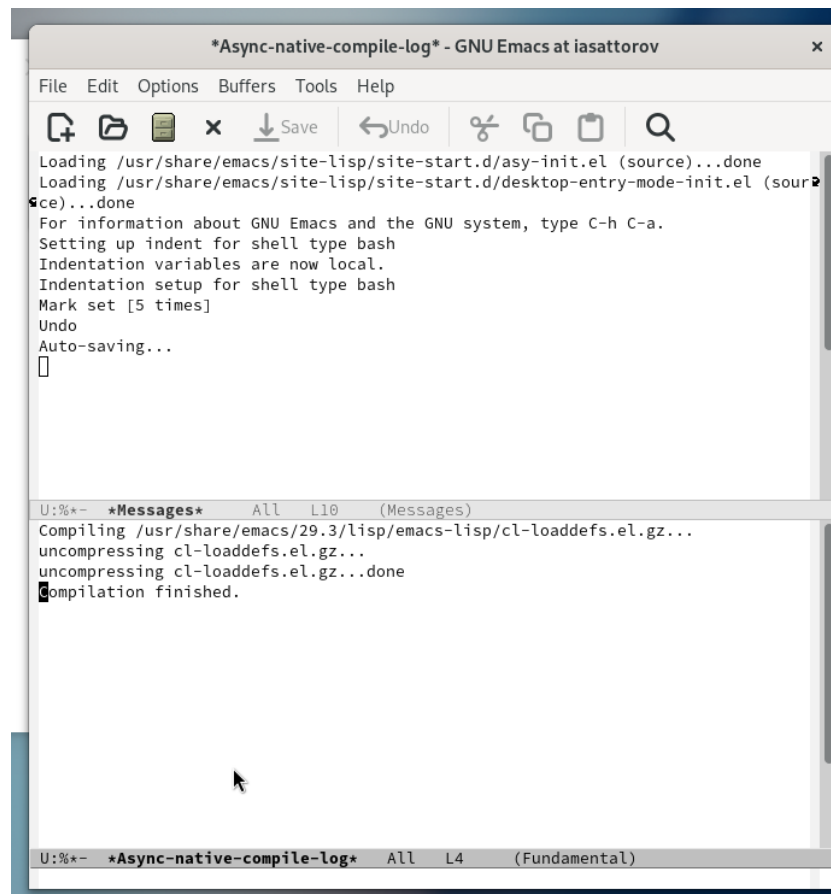 *Async-native-compile-log* - GNU Emacs at iasattorov
File Edit Options Buffers Tools Help
Save Undo
Loading /usr/share/emacs/site-lisp/site-start.d/asy-init.el (source)...done
Loading /usr/share/emacs/site-lisp/site-start.d/desktop-entry-mode-init.el (sour
ce)...done
For information about GNU Emacs and the GNU system, type C-h C-a.
Setting up indent for shell type bash
Indentation variables are now local.
Indentation setup for shell type bash
Mark set [5 times]
Undo
Auto-saving...
U:%*- *Messages* All L10 (Messages)
Compiling /usr/share/emacs/29.3/lisp/emacs-lisp/cl-loaddefs.el.gz...
uncompressing cl-loaddefs.el.gz...
uncompressing cl-loaddefs.el.gz...done
Compilation finished.
U:%*- *Async-native-compile-log* All L4 (Fundamental)